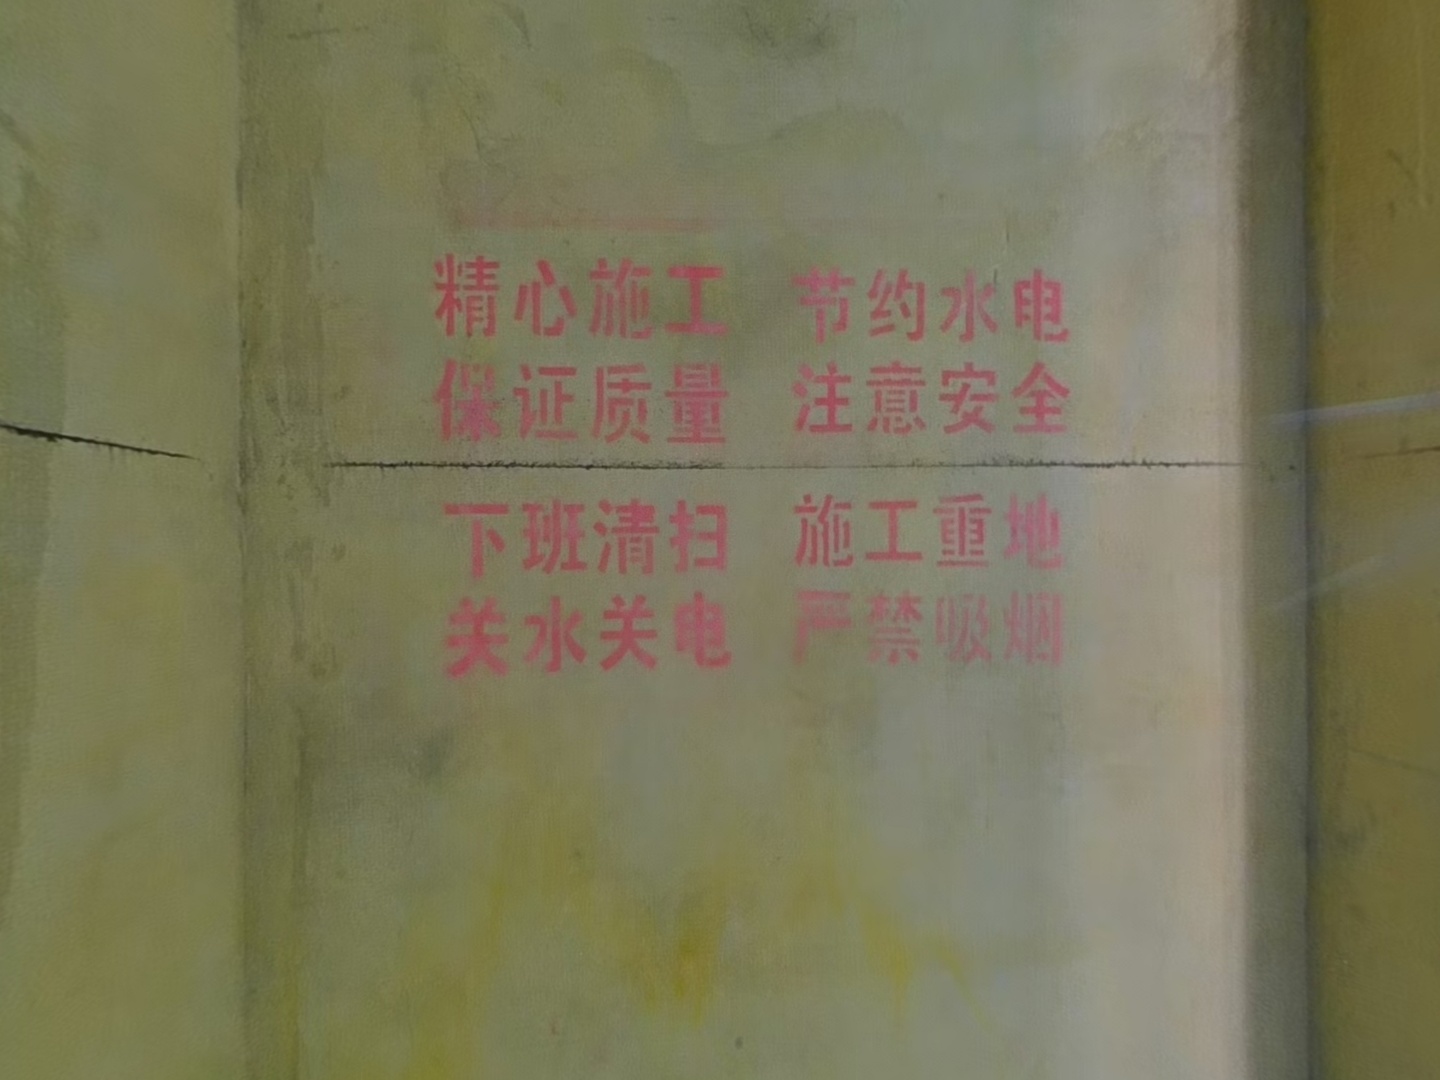 精心施工 节约水电
保证质量 注意安全
下班清扫 施工重地
关水关电 严禁吸烟